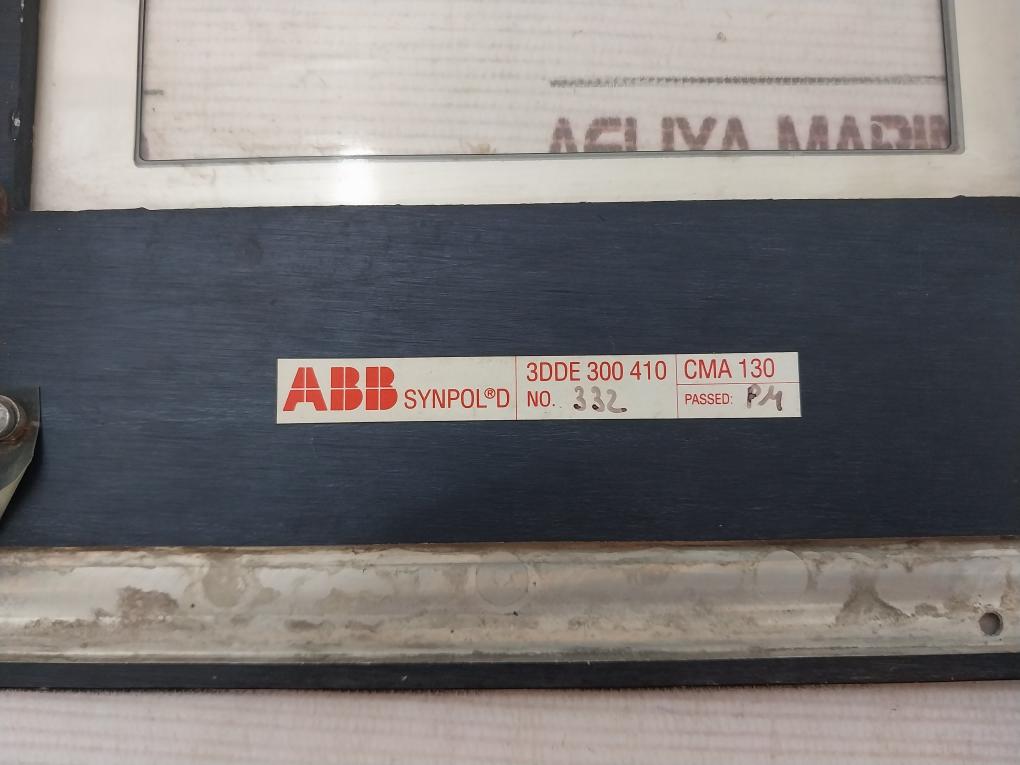 ABB SYNPOL®D
3DDE 300 410
NO. 332
CMA 130
PASSED: PM